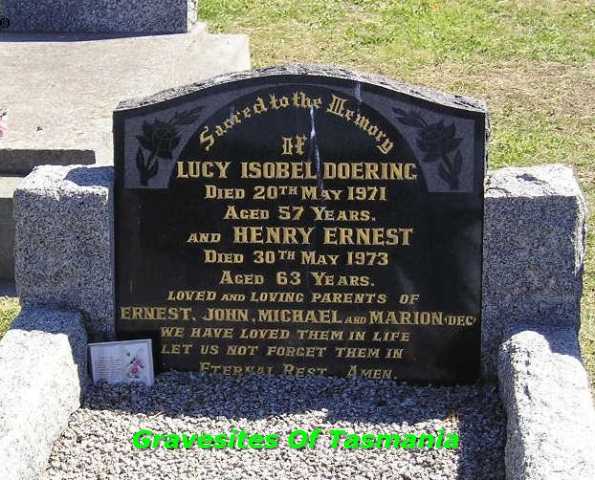 Sacred to the Memory
OF
LUCY ISOBEL DOERING
DIED 20TH MAY 1971
AGED 57 YEARS.
AND HENRY ERNEST
DIED 30TH MAY 1973
AGED 63 YEARS.
LOVED AND LOVING PARENTS OF
ERNEST, JOHN, MICHAEL AND MARION (DEC)
WE HAVE LOVED THEM IN LIFE
LET US NOT FORGET THEM IN
ETERNAL REST. AMEN.
Gravesites Of Tasmania